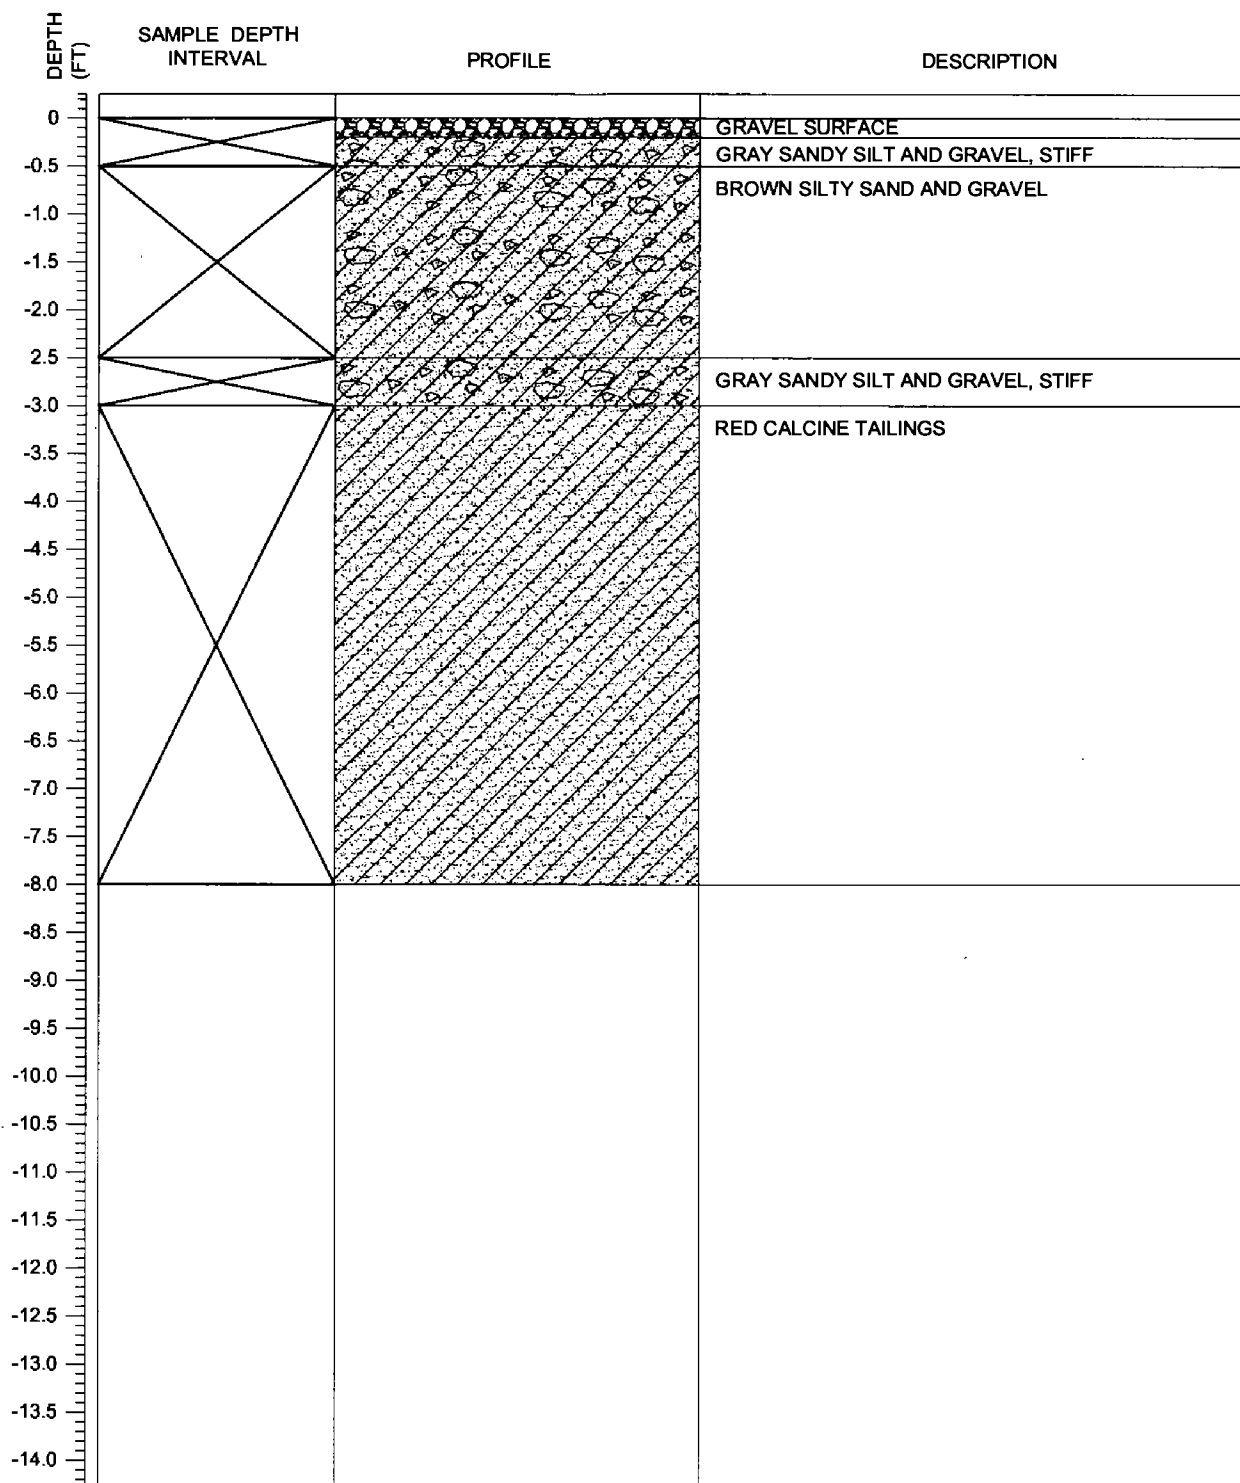 DEPTH
(FT)
SAMPLE DEPTH
INTERVAL
PROFILE
DESCRIPTION
0
GRAVEL SURFACE
GRAY SANDY SILT AND GRAVEL, STIFF
-0.5
BROWN SILTY SAND AND GRAVEL
-1.0
-1.5
-2.0
2.5
GRAY SANDY SILT AND GRAVEL, STIFF
-3.0
RED CALCINE TAILINGS
-3.5
-4.0
-4.5
-5.0
-5.5
-6.0
-6.5
-7.0
-7.5
-8.0
-8.5
-9.0
-9.5
-10.0
-10.5
-11.0
-11.5
-12.0
-12.5
-13.0
-13.5
-14.0